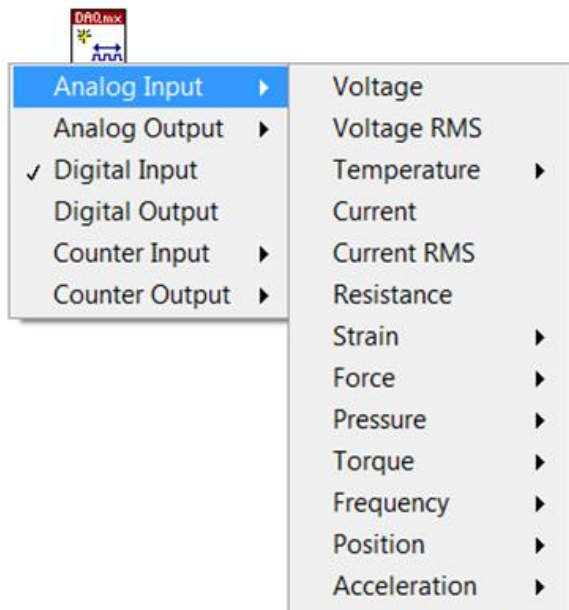 DAQmx
Analog Input
Analog Output
Digital Input
Digital Output
Counter Input
Counter Output
Voltage
Voltage RMS
Temperature
Current
Current RMS
Resistance
Strain
Force
Pressure
Torque
Frequency
Position
Acceleration